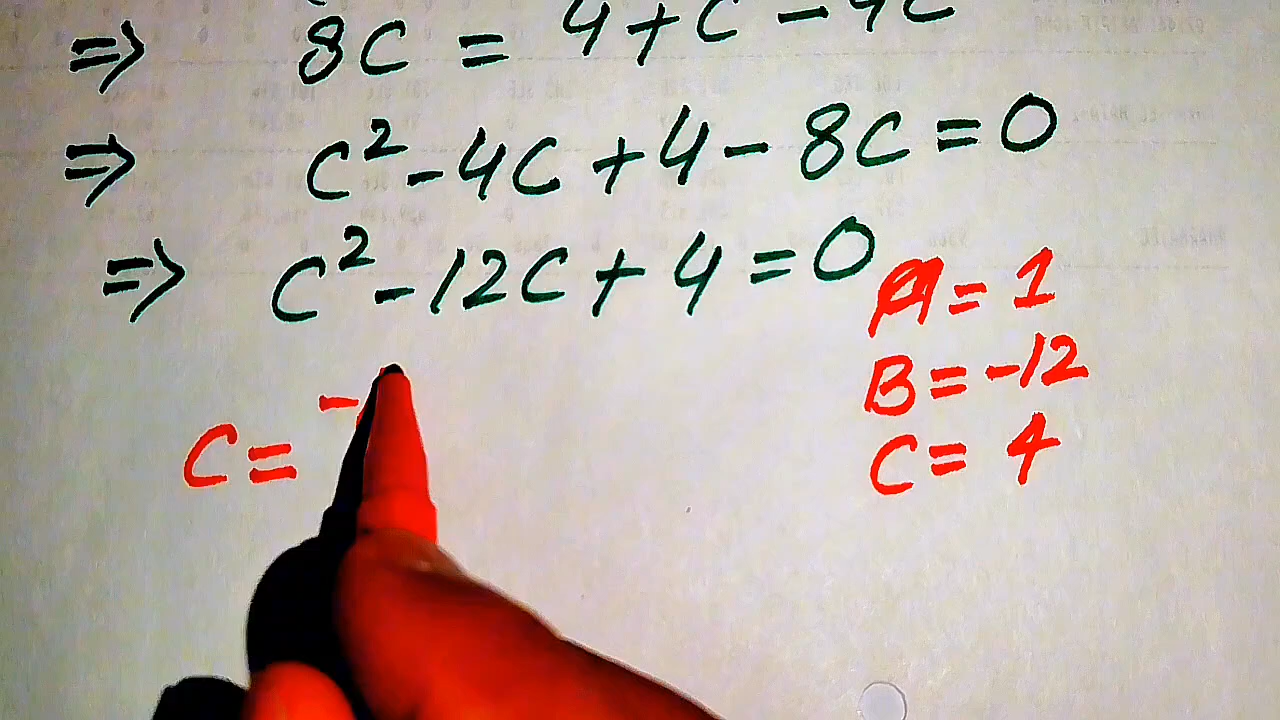 ⇒ 8C = 4 + C - 4C
⇒ C² - 4C + 4 - 8C = 0
⇒ C² - 12C + 4 = 0
A = 1
B = -12
C = 4
C = -